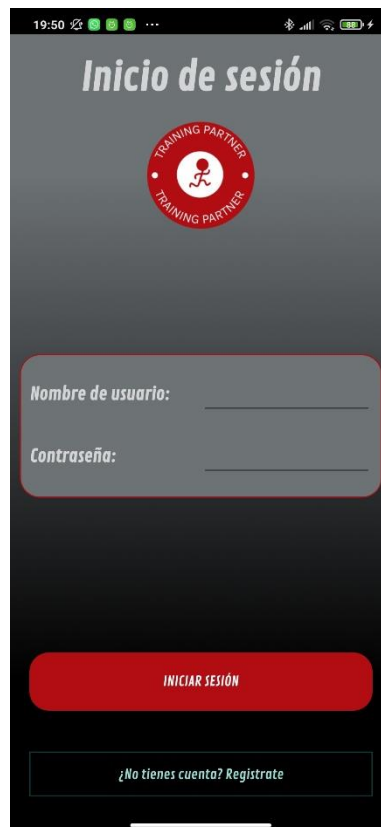 19:50
88
Inicio de sesión
TRAINING PARTNER
TRAINING PARTNER
Nombre de usuario:
Contraseña:
INICIAR SESIÓN
¿No tienes cuenta? Registrate